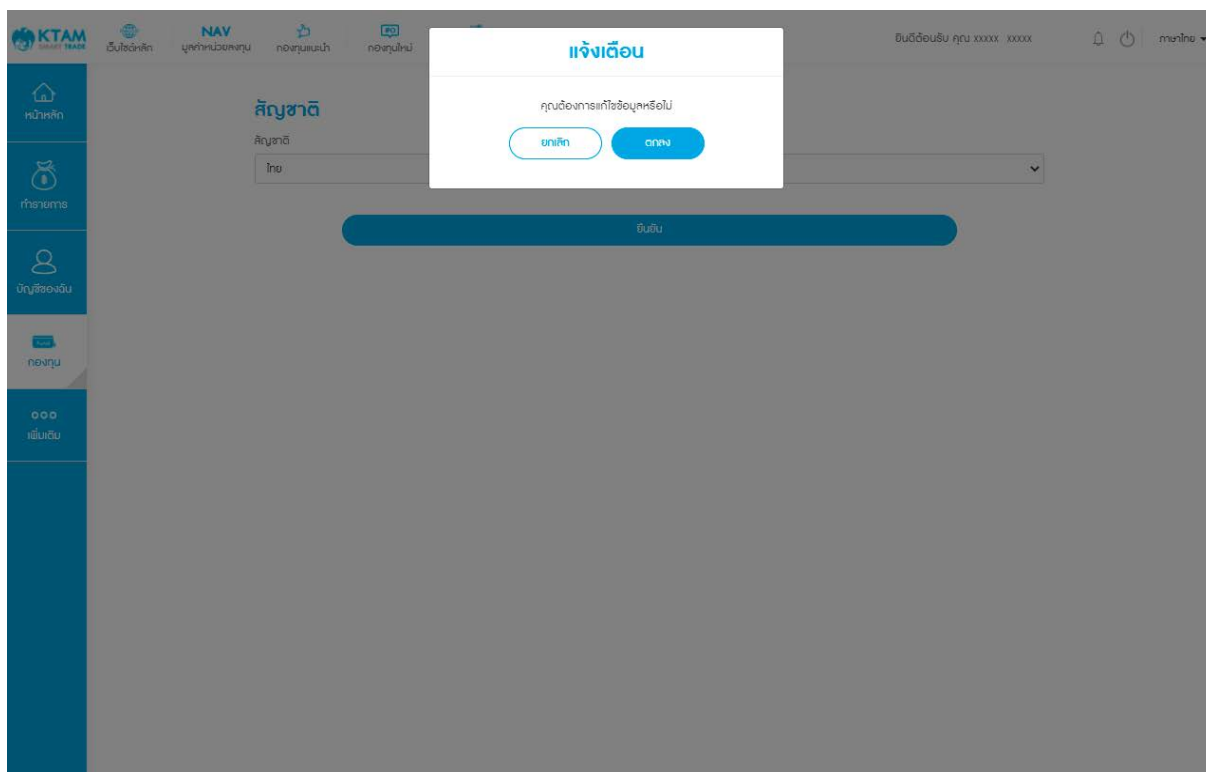 KTAM
SMART TRADE
เว็บไซต์หลัก
NAV
มูลค่าหน่วยลงทุน
กองทุนแนะนำ
IPO
กองทุนใหม่
ยินดีต้อนรับ คุณ xxxxx xxxxx
ภาษาไทย
แจ้งเตือน
คุณต้องการแก้ไขข้อมูลหรือไม่
ยกเลิก
ตกลง
หน้าหลัก
ทำรายการ
บัญชีของฉัน
Fund
กองทุน
เพิ่มเติม
สัญชาติ
สัญชาติ
ไทย
ยืนยัน